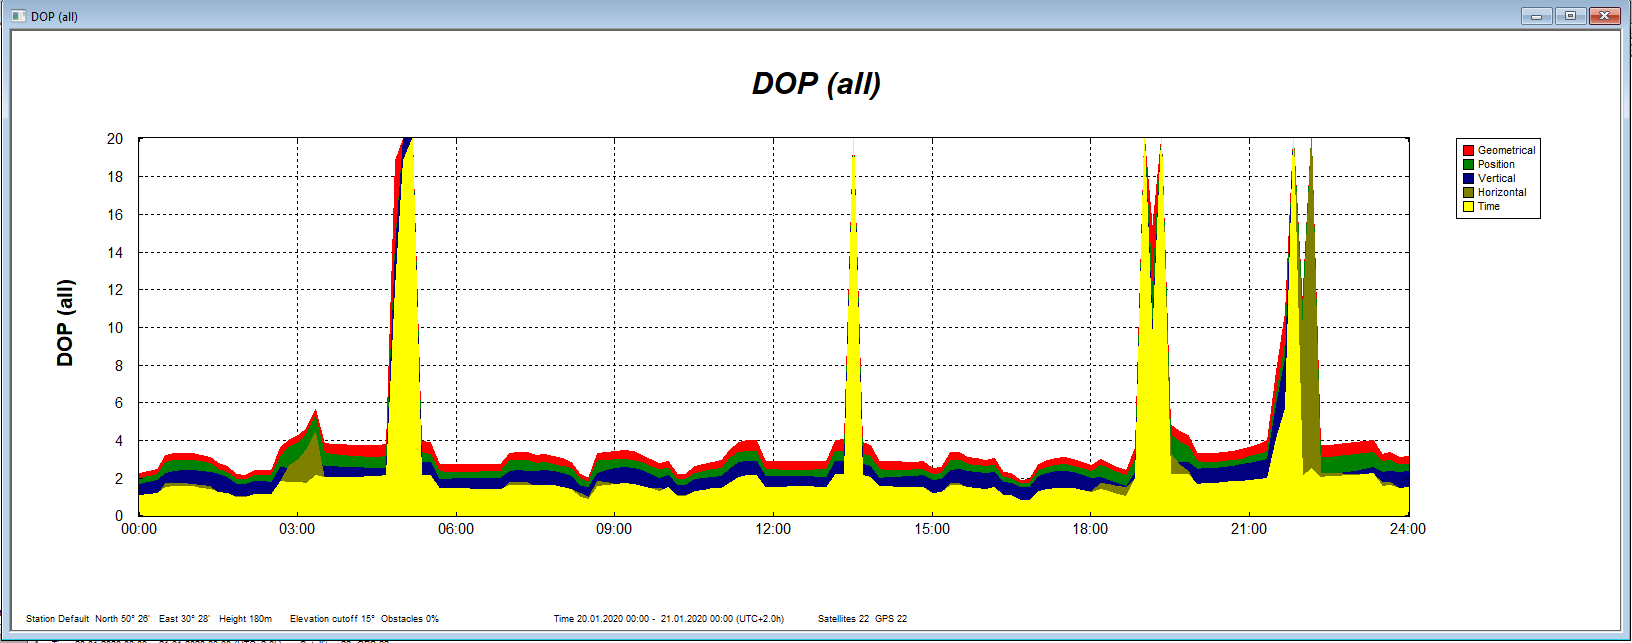 DOP (all)
DOP (all)
DOP (all)
20
18
16
14
12
10
8
6
4
2
0
00:00 03:00 06:00 09:00 12:00 15:00 18:00 21:00 24:00
Geometrical
Position
Vertical
Horizontal
Time
Station Default North 50° 26' East 30° 28' Height 180m Elevation cutoff 15° Obstacles 0% Time 20.01.2020 00:00 - 21.01.2020 00:00 (UTC+2.0h) Satellites 22 GPS 22